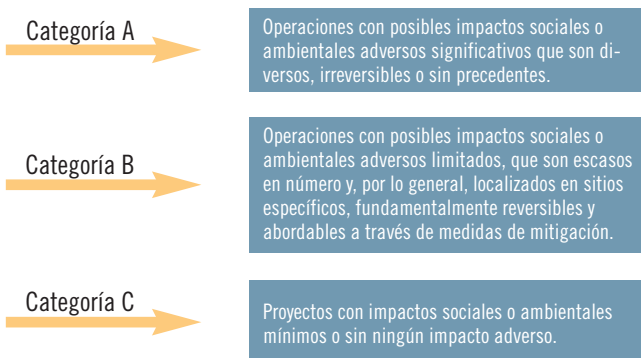 Categoría A
Operaciones con posibles impactos sociales o
ambientales adversos significativos que son di-
versos, irreversibles o sin precedentes.
Categoría B
Operaciones con posibles impactos sociales o
ambientales adversos limitados, que son escasos
en número y, por lo general, localizados en sitios
específicos, fundamentalmente reversibles y
abordables a través de medidas de mitigación.
Categoría C
Proyectos con impactos sociales o ambientales
mínimos o sin ningún impacto adverso.